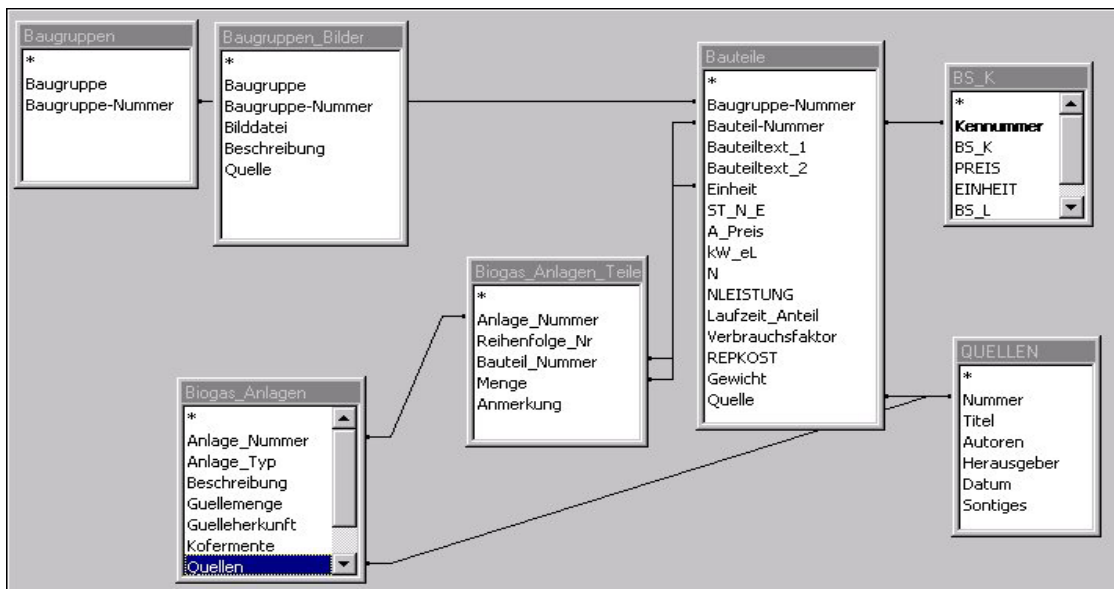 Baugruppen
*
Baugruppe
Baugruppe-Nummer
Baugruppen_Bilder
*
Baugruppe
Baugruppe-Nummer
Bilddatei
Beschreibung
Quelle
Bauteile
*
Baugruppe-Nummer
Bauteil-Nummer
Bauteiltext_1
Bauteiltext_2
Einheit
ST_N_E
A_Preis
kW_eL
N
NLEISTUNG
Laufzeit_Anteil
Verbrauchsfaktor
REPKOST
Gewicht
Quelle
BS_K
*
Kennummer
BS_K
PREIS
EINHEIT
BS_L
Biogas_Anlagen_Teile
*
Anlage_Nummer
Reihenfolge_Nr
Bauteil_Nummer
Menge
Anmerkung
Biogas_Anlagen
*
Anlage_Nummer
Anlage_Typ
Beschreibung
Guellemenge
Guelleherkunft
Kofermente
Quellen
QUELLEN
*
Nummer
Titel
Autoren
Herausgeber
Datum
Sontiges